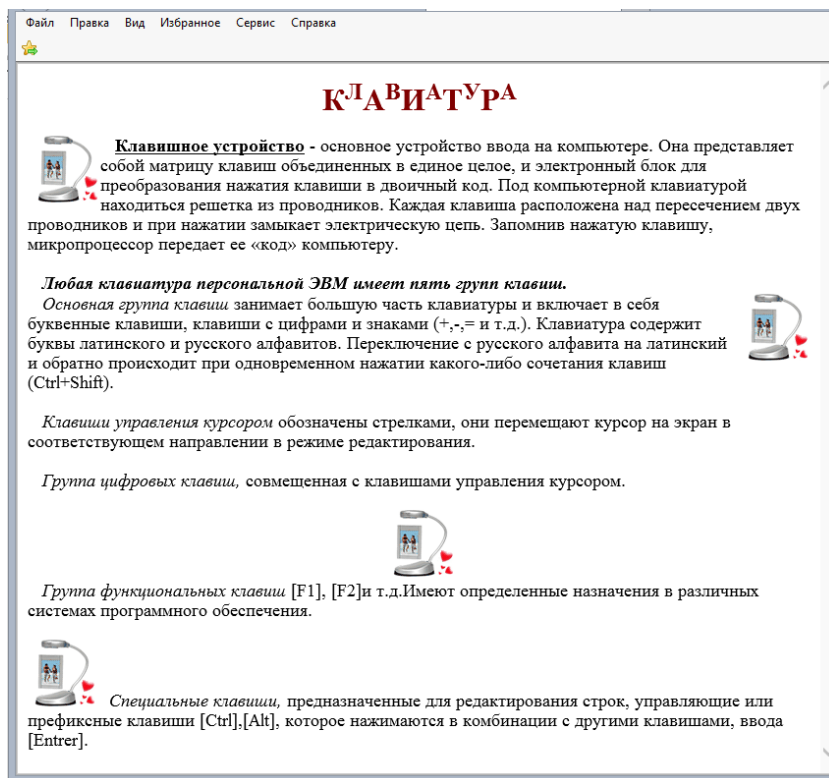 Файл Правка Вид Избранное Сервис Справка
КЛАВИАТУРА
Клавишное устройство - основное устройство ввода на компьютере. Она представляет
собой матрицу клавиш объединенных в единое целое, и электронный блок для
преобразования нажатия клавиши в двоичный код. Под компьютерной клавиатурой
находиться решетка из проводников. Каждая клавиша расположена над пересечением двух
проводников и при нажатии замыкает электрическую цепь. Запомнив нажатую клавишу,
микропроцессор передает ее «код» компьютеру.
Любая клавиатура персональной ЭВМ имеет пять групп клавиш.
Основная группа клавиш занимает большую часть клавиатуры и включает в себя
буквенные клавиши, клавиши с цифрами и знаками (+,-,= и т.д.). Клавиатура содержит
буквы латинского и русского алфавитов. Переключение с русского алфавита на латинский
и обратно происходит при одновременном нажатии какого-либо сочетания клавиш
(Ctrl+Shift).
Клавиши управления курсором обозначены стрелками, они перемещают курсор на экран в
соответствующем направлении в режиме редактирования.
Группа цифровых клавиш, совмещенная с клавишами управления курсором.
Группа функциональных клавиш [F1], [F2]и т.д.Имеют определенные назначения в различных
системах программного обеспечения.
Специальные клавиши, предназначенные для редактирования строк, управляющие или
префиксные клавиши [Ctrl],[Alt], которое нажимаются в комбинации с другими клавишами, ввода
[Entrer].